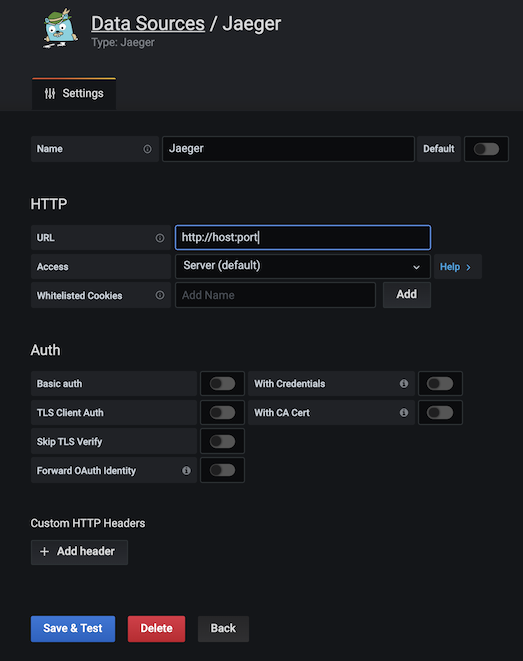 Data Sources / Jaeger
Type: Jaeger
Settings
Name Jaeger Default
HTTP
URL http://host:port
Access Server (default) Help >
Whitelisted Cookies Add Name Add
Auth
Basic auth With Credentials
TLS Client Auth With CA Cert
Skip TLS Verify
Forward OAuth Identity
Custom HTTP Headers
+ Add header
Save & Test Delete Back